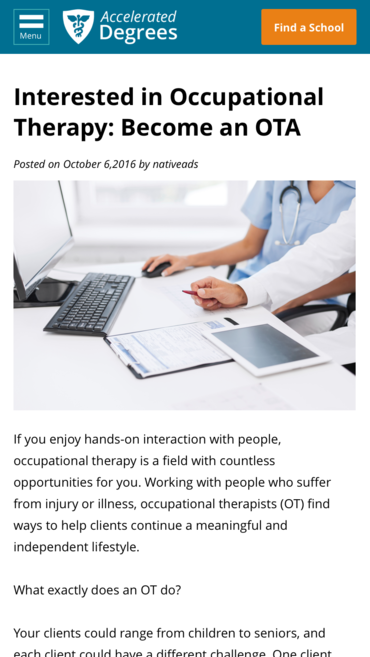 Menu
Accelerated
Degrees
Find a School
Interested in Occupational
Therapy: Become an OTA
Posted on October 6,2016 by nativeads
If you enjoy hands-on interaction with people,
occupational therapy is a field with countless
opportunities for you. Working with people who suffer
from injury or illness, occupational therapists (OT) find
ways to help clients continue a meaningful and
independent lifestyle.
What exactly does an OT do?
Your clients could range from children to seniors, and
each client could have a different challenge. One client